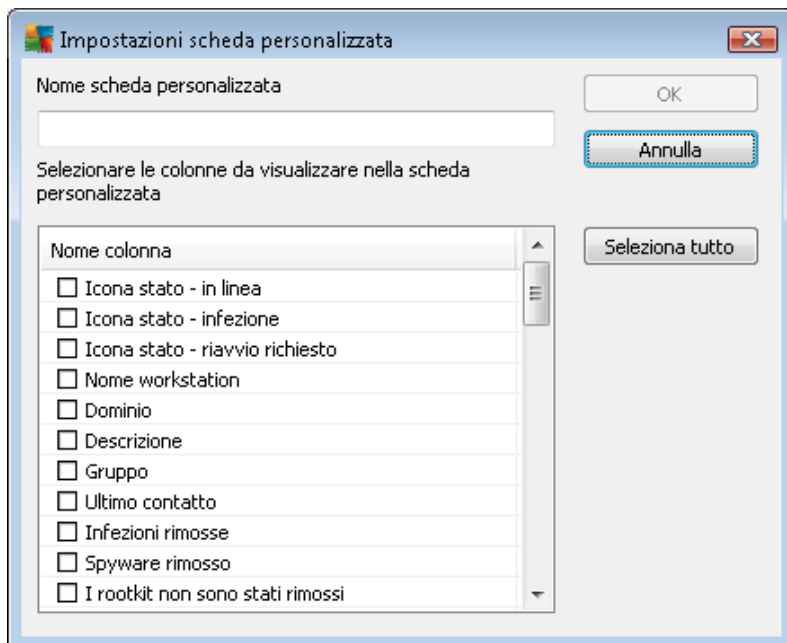 Impostazioni scheda personalizzata
Nome scheda personalizzata
OK
Annulla
Selezionare le colonne da visualizzare nella scheda
personalizzata
Seleziona tutto
Nome colonna
Icona stato - in linea
Icona stato - infezione
Icona stato - riavvio richiesto
Nome workstation
Dominio
Descrizione
Gruppo
Ultimo contatto
Infezioni rimosse
Spyware rimosso
I rootkit non sono stati rimossi